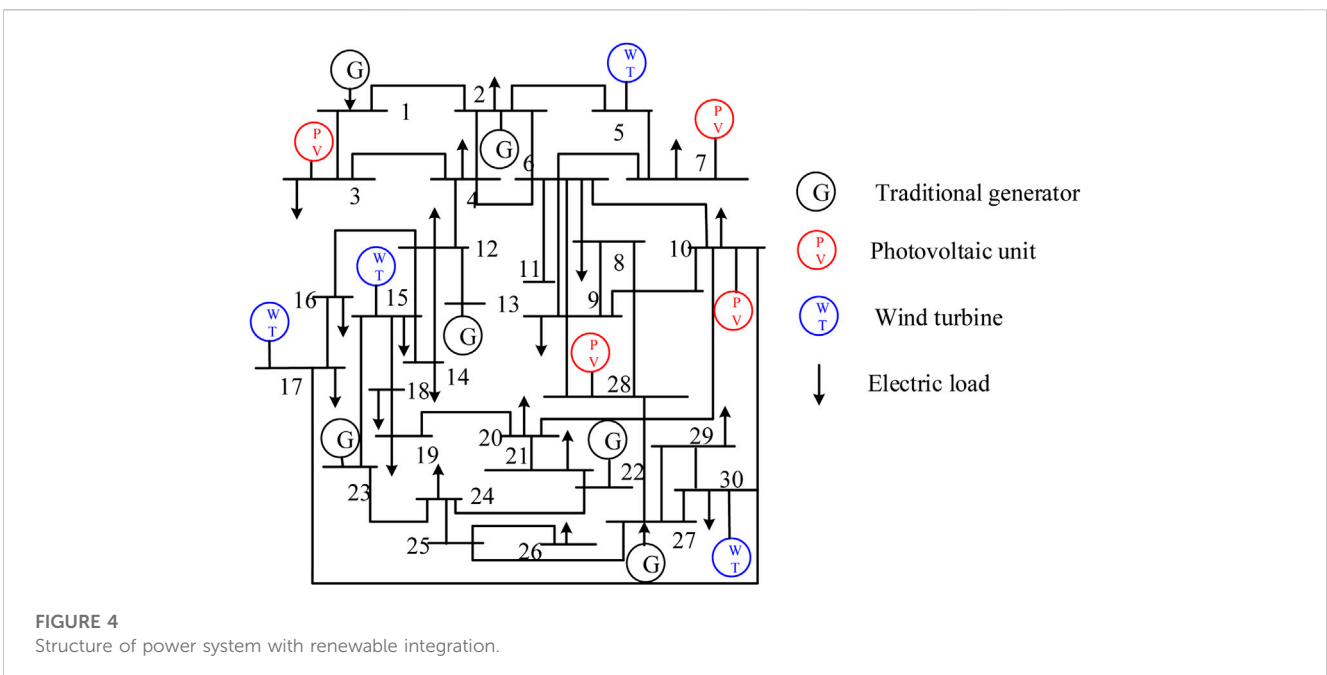 G
W
T
2
P
V
1
5
P
V
G
6
7
3
4
G Traditional generator
12
10
P
V
Photovoltaic unit
W
T
8
11
16
15
13
9
P
V
W
T
W
T
Wind turbine
G
P
V
14
17
18
28
Electric load
G
20
G
29
19
21
22
30
23
24
25
26
27
W
T
G
FIGURE 4
Structure of power system with renewable integration.